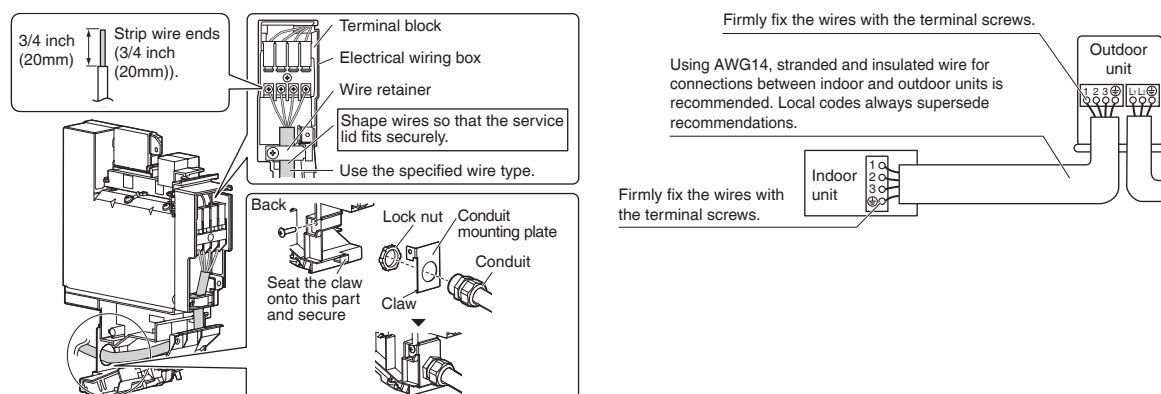 3/4 inch
(20mm)
Strip wire ends
(3/4 inch
(20mm)).
Terminal block
Electrical wiring box
Wire retainer
Shape wires so that the service
lid fits securely.
Use the specified wire type.
Back
Lock nut
Conduit
mounting plate
Conduit
Seat the claw
onto this part
and secure
Claw
Firmly fix the wires with the terminal screws.
Outdoor
unit
Using AWG14, stranded and insulated wire for
connections between indoor and outdoor units is
recommended. Local codes always supersede
recommendations.
1 2 3
L1 L2
Indoor
unit
1
2
3
Firmly fix the wires with
the terminal screws.